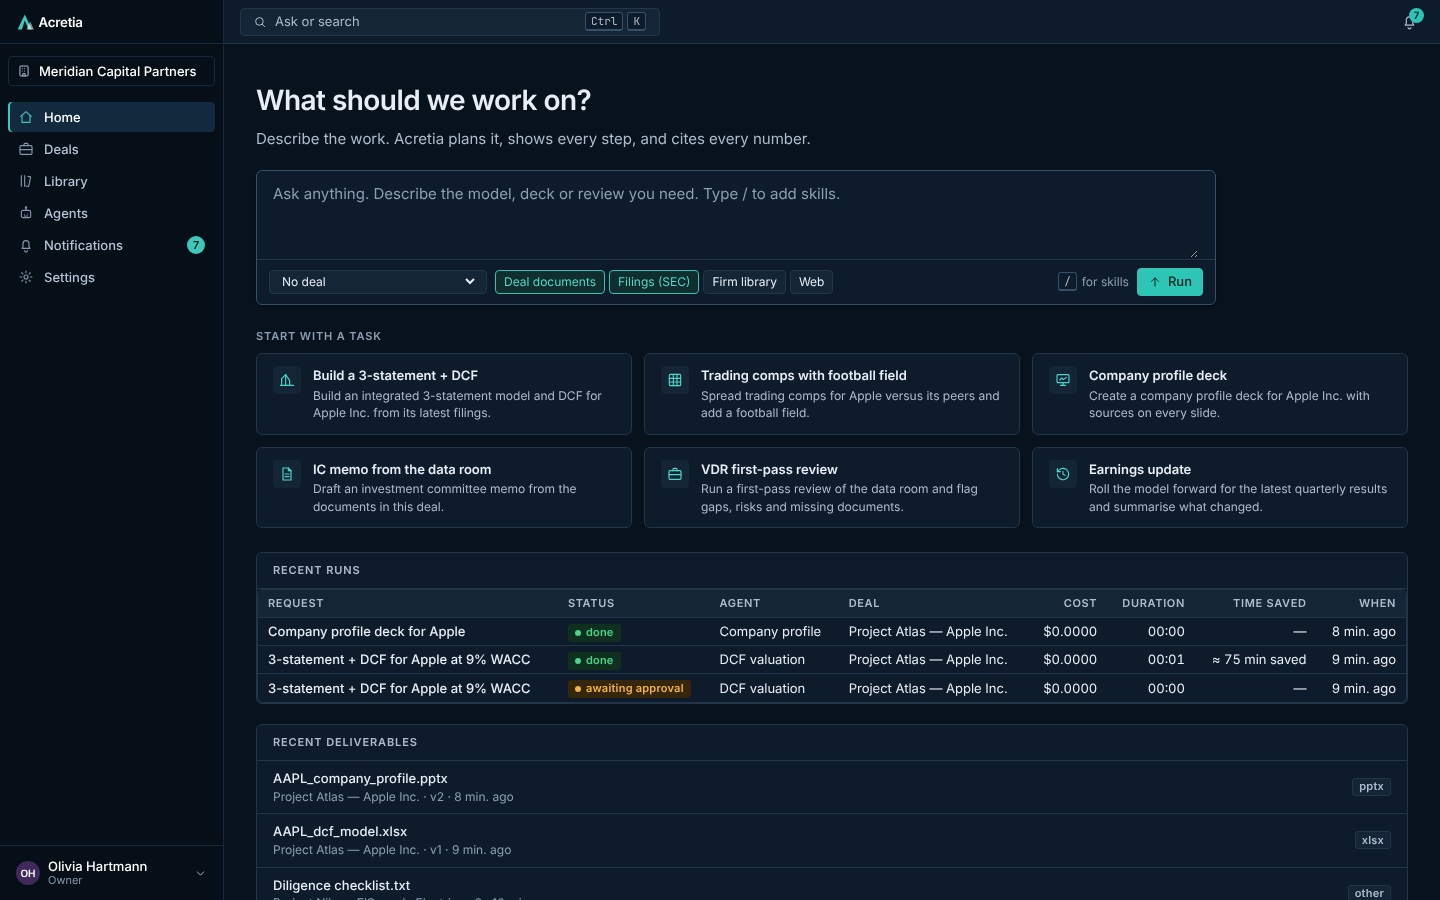 Acretia
Ask or search
Ctrl K
7
Meridian Capital Partners
Home
Deals
Library
Agents
Notifications 7
Settings
What should we work on?
Describe the work. Acretia plans it, shows every step, and cites every number.
Ask anything. Describe the model, deck or review you need. Type / to add skills.
No deal
Deal documents
Filings (SEC)
Firm library
Web
/ for skills
Run
START WITH A TASK
Build a 3-statement + DCF
Build an integrated 3-statement model and DCF for
Apple Inc. from its latest filings.
Trading comps with football field
Spread trading comps for Apple versus its peers and
add a football field.
Company profile deck
Create a company profile deck for Apple Inc. with
sources on every slide.
IC memo from the data room
Draft an investment committee memo from the
documents in this deal.
VDR first-pass review
Run a first-pass review of the data room and flag
gaps, risks and missing documents.
Earnings update
Roll the model forward for the latest quarterly results
and summarise what changed.
RECENT RUNS
REQUEST STATUS AGENT DEAL COST DURATION TIME SAVED WHEN
Company profile deck for Apple done Company profile Project Atlas — Apple Inc. $0.0000 00:00 — 8 min. ago
3-statement + DCF for Apple at 9% WACC done DCF valuation Project Atlas — Apple Inc. $0.0000 00:01 ≈ 75 min saved 9 min. ago
3-statement + DCF for Apple at 9% WACC awaiting approval DCF valuation Project Atlas — Apple Inc. $0.0000 00:00 — 9 min. ago
RECENT DELIVERABLES
AAPL_company_profile.pptx
Project Atlas — Apple Inc. · v2 · 8 min. ago
pptx
AAPL_dcf_model.xlsx
Project Atlas — Apple Inc. · v1 · 9 min. ago
xlsx
Diligence checklist.txt
other
OH
Olivia Hartmann
Owner